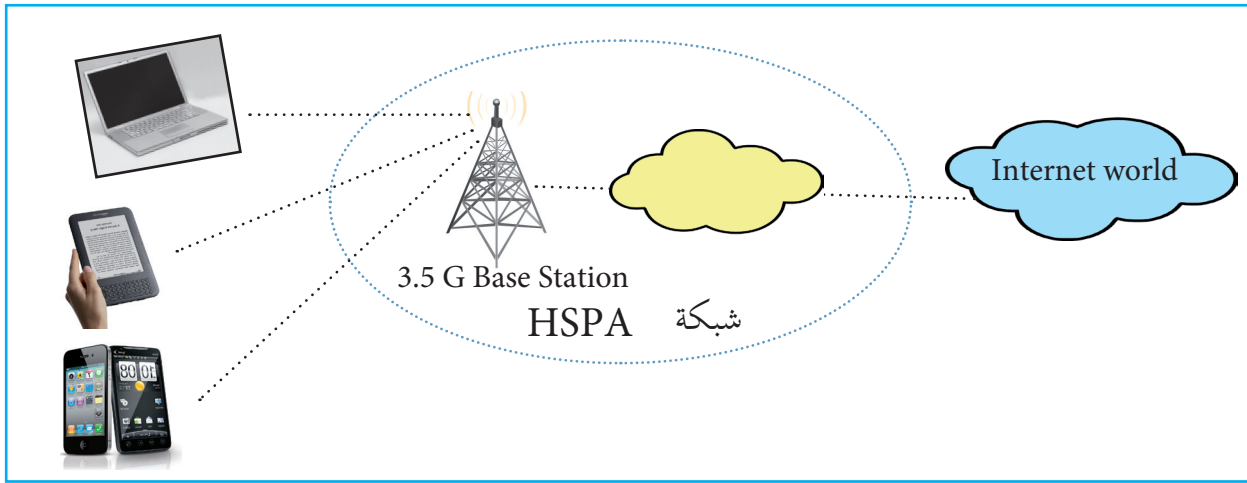 Internet world
3.5 G Base Station
شبكة HSPA